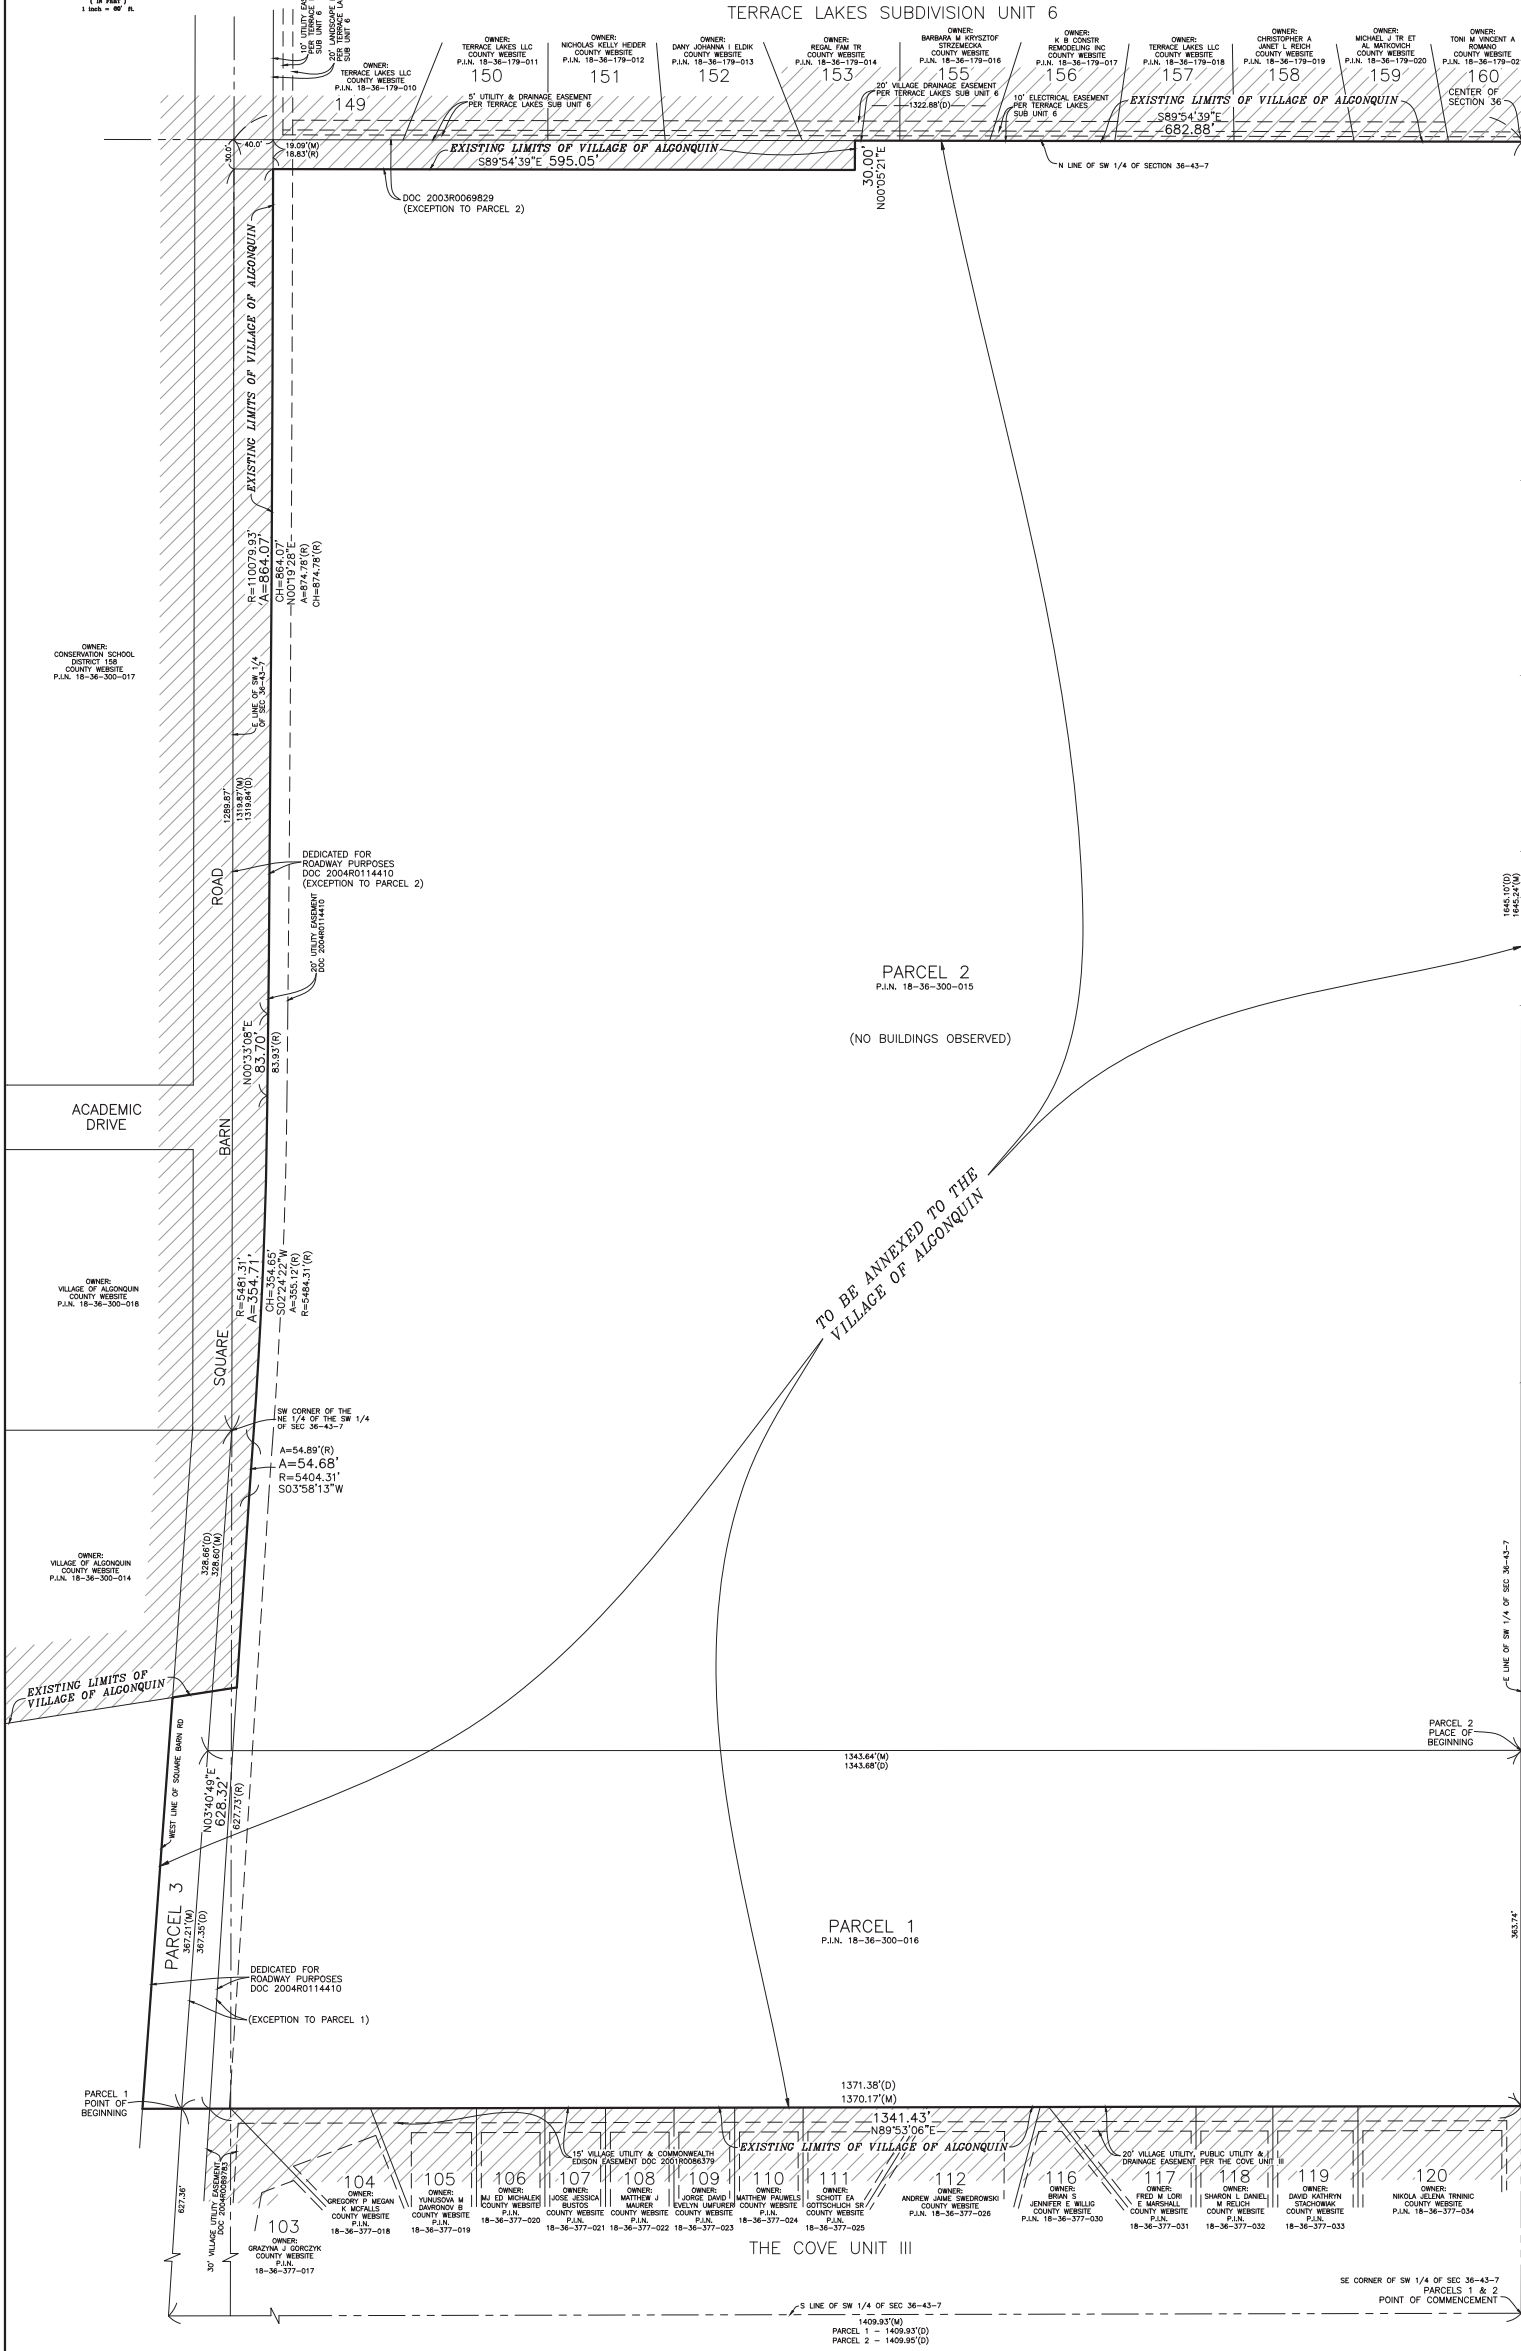 ( IN FEET )
1 inch = 60' ft.
TERRACE LAKES SUBDIVISION UNIT 6
10' UTILITY EAS
PER TERRACE
SUB UNIT 6
20' LANDSCAPE
PER TERRACE LA
SUB UNIT 6
OWNER:
TERRACE LAKES LLC
COUNTY WEBSITE
P.I.N. 18-36-179-010
149
OWNER:
TERRACE LAKES LLC
COUNTY WEBSITE
P.I.N. 18-36-179-011
150
OWNER:
NICHOLAS KELLY HEIDER
COUNTY WEBSITE
P.I.N. 18-36-179-012
151
OWNER:
DANY JOHANNA I ELDIK
COUNTY WEBSITE
P.I.N. 18-36-179-013
152
OWNER:
REGAL FAM TR
COUNTY WEBSITE
P.I.N. 18-36-179-014
153
OWNER:
BARBARA M KRYSZTOF
STRZEMECKA
COUNTY WEBSITE
P.I.N. 18-36-179-016
155
OWNER:
K B CONSTR
REMODELING INC
COUNTY WEBSITE
P.I.N. 18-36-179-017
156
OWNER:
TERRACE LAKES LLC
COUNTY WEBSITE
P.I.N. 18-36-179-018
157
OWNER:
CHRISTOPHER A
JANET L REICH
COUNTY WEBSITE
P.I.N. 18-36-179-019
158
OWNER:
MICHAEL J TR ET
AL MATKOVICH
COUNTY WEBSITE
P.I.N. 18-36-179-020
159
OWNER:
TONI M VINCENT A
ROMANO
COUNTY WEBSITE
P.I.N. 18-36-179-02
160
5' UTILITY & DRAINAGE EASEMENT
PER TERRACE LAKES SUB UNIT 6
20' VILLAGE DRAINAGE EASEMENT
PER TERRACE LAKES SUB UNIT 6
1322.88'(D)
10' ELECTRICAL EASEMENT
PER TERRACE LAKES
SUB UNIT 6
EXISTING LIMITS OF VILLAGE OF ALGONQUIN
S89°54'39"E
682.88'
CENTER OF
SECTION 36
30.0'
40.0'
19.09'(M)
18.83'(R)
EXISTING LIMITS OF VILLAGE OF ALGONQUIN
S89°54'39"E 595.05'
30.00'
N00°05'21"E
N LINE OF SW 1/4 OF SECTION 36-43-7
DOC 2003R0069829
(EXCEPTION TO PARCEL 2)
EXISTING LIMITS OF VILLAGE OF ALGONQUIN
R=110079.93'
A=864.07'
CH=864.07'
N00°19'28"E
A=874.78'(R)
CH=874.78'(R)
OWNER:
CONSERVATION SCHOOL
DISTRICT 158
COUNTY WEBSITE
P.I.N. 18-36-300-017
E LINE OF SW 1/4
OF SEC 36-43-7
1289.87'
1319.87'(M)
1319.84'(D)
ROAD
DEDICATED FOR
ROADWAY PURPOSES
DOC 2004R0114410
(EXCEPTION TO PARCEL 2)
20' UTILITY EASEMENT
DOC 2004R0114410
1645.10'(D)
1645.24'(M)
PARCEL 2
P.I.N. 18-36-300-015
(NO BUILDINGS OBSERVED)
N00°33'08"E
83.70'
83.93'(R)
ACADEMIC
DRIVE
BARN
TO BE ANNEXED TO THE
VILLAGE OF ALGONQUIN
OWNER:
VILLAGE OF ALGONQUIN
COUNTY WEBSITE
P.I.N. 18-36-300-018
R=5481.31'
A=354.71'
CH=354.65'
S02°24'22"W
A=355.12'(R)
R=5484.31'(R)
SQUARE
SW CORNER OF THE
NE 1/4 OF THE SW 1/4
OF SEC 36-43-7
A=54.89'(R)
A=54.68'
R=5404.31'
S03°58'13"W
328.66'(D)
328.60'(M)
OWNER:
VILLAGE OF ALGONQUIN
COUNTY WEBSITE
P.I.N. 18-36-300-014
E LINE OF SW 1/4 OF SEC 36-43-7
EXISTING LIMITS OF
VILLAGE OF ALGONQUIN
WEST LINE OF SQUARE BARN RD
PARCEL 2
PLACE OF
BEGINNING
1343.64'(M)
1343.68'(D)
N03°40'49"E
628.32'
627.73'(R)
PARCEL 3
367.21'(M)
367.35'(D)
PARCEL 1
P.I.N. 18-36-300-016
363.74'
DEDICATED FOR
ROADWAY PURPOSES
DOC 2004R0114410
(EXCEPTION TO PARCEL 1)
PARCEL 1
POINT OF
BEGINNING
1371.38'(D)
1370.17'(M)
1341.43'
N89°53'06"E
EXISTING LIMITS OF VILLAGE OF ALGONQUIN
15' VILLAGE UTILITY & COMMONWEALTH
EDISON EASEMENT DOC 2001R0086379
20' VILLAGE UTILITY, PUBLIC UTILITY &
DRAINAGE EASEMENT PER THE COVE UNIT III
627.36'
30' VILLAGE UTILITY EASEMENT
DOC 2004R0089783
103
OWNER:
GRAZYNA J GORCZYK
COUNTY WEBSITE
P.I.N.
18-36-377-017
104
OWNER:
GREGORY P MEGAN
K MCFALLS
COUNTY WEBSITE
P.I.N.
18-36-377-018
105
OWNER:
YUNUSOVA M
DAVRONOV B
COUNTY WEBSITE
P.I.N.
18-36-377-019
106
OWNER:
MJ ED MICHALEK
COUNTY WEBSITE
P.I.N.
18-36-377-020
107
OWNER:
JOSE JESSICA
BUSTOS
COUNTY WEBSITE
P.I.N.
18-36-377-021
108
OWNER:
MATTHEW J
MAURER
COUNTY WEBSITE
P.I.N.
18-36-377-022
109
OWNER:
JORGE DAVID
EVELYN UMFURER
COUNTY WEBSITE
P.I.N.
18-36-377-023
110
OWNER:
MATTHEW PAUWELS
COUNTY WEBSITE
P.I.N.
18-36-377-024
111
OWNER:
SCHOTT EA
GOTTSCHLICH SR
COUNTY WEBSITE
P.I.N.
18-36-377-025
112
OWNER:
ANDREW JAIME SWEDROWSKI
COUNTY WEBSITE
P.I.N. 18-36-377-026
116
OWNER:
BRIAN S
JENNIFER E WILLIG
COUNTY WEBSITE
P.I.N. 18-36-377-030
117
OWNER:
FRED M LORI
E MARSHALL
COUNTY WEBSITE
P.I.N.
18-36-377-031
118
OWNER:
SHARON L DANIEL
M RELICH
COUNTY WEBSITE
P.I.N.
18-36-377-032
119
OWNER:
DAVID KATHRYN
STACHOWIAK
COUNTY WEBSITE
P.I.N.
18-36-377-033
120
OWNER:
NIKOLA JELENA TRNINIC
COUNTY WEBSITE
P.I.N. 18-36-377-034
THE COVE UNIT III
SE CORNER OF SW 1/4 OF SEC 36-43-7
PARCELS 1 & 2
POINT OF COMMENCEMENT
S LINE OF SW 1/4 OF SEC 36-43-7
1409.93'(M)
PARCEL 1 - 1409.93'(D)
PARCEL 2 - 1409.95'(D)